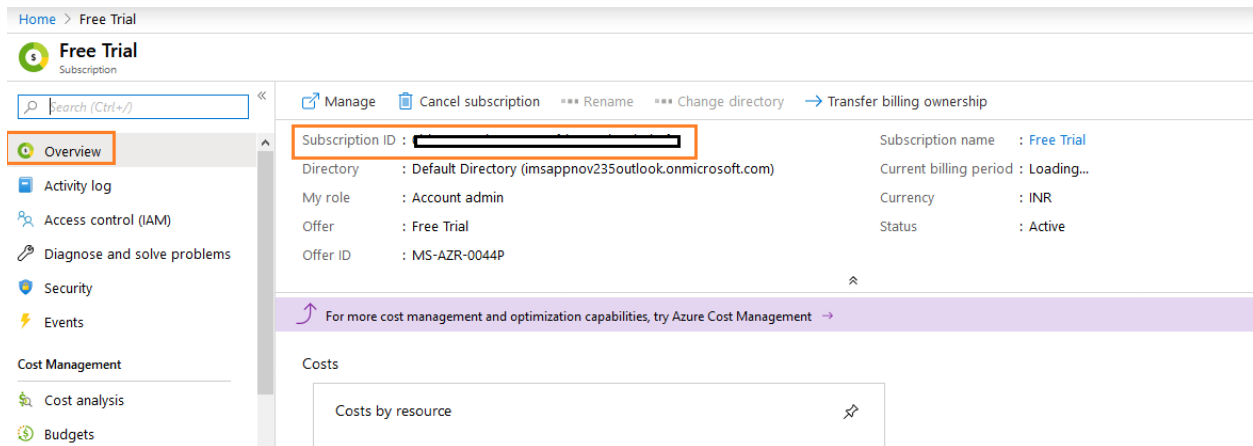 Home > Free Trial
Free Trial
Subscription
Search (Ctrl+/)
Overview
Activity log
Access control (IAM)
Diagnose and solve problems
Security
Events
Cost Management
Cost analysis
Budgets
Manage Cancel subscription Rename Change directory Transfer billing ownership
Subscription ID :
Directory : Default Directory (imsappnov235outlook.onmicrosoft.com)
My role : Account admin
Offer : Free Trial
Offer ID : MS-AZR-0044P
Subscription name : Free Trial
Current billing period : Loading...
Currency : INR
Status : Active
For more cost management and optimization capabilities, try Azure Cost Management →
Costs
Costs by resource